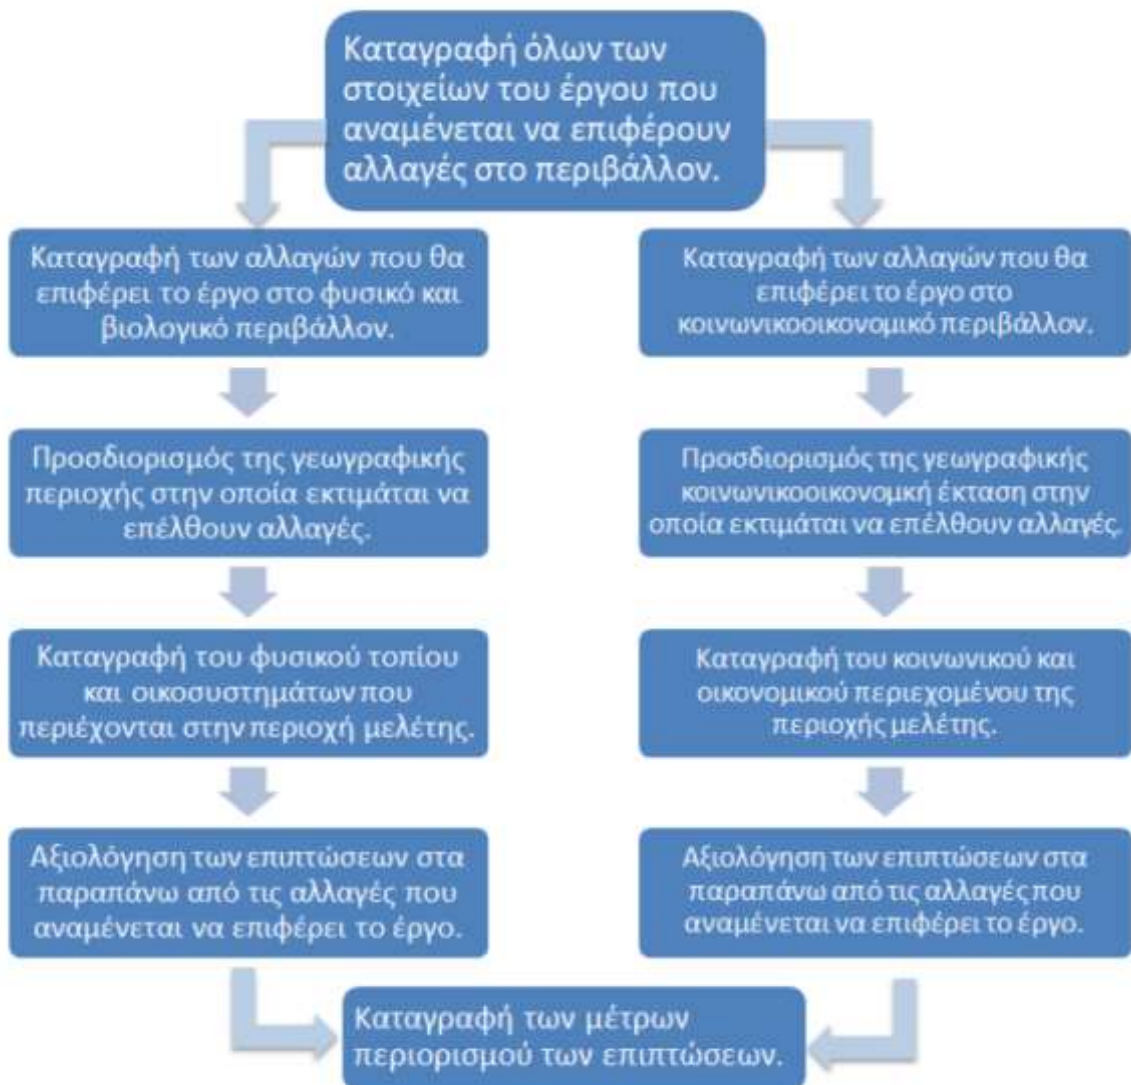 Καταγραφή όλων των
στοιχείων του έργου που
αναμένεται να επιφέρουν
αλλαγές στο περιβάλλον.
Καταγραφή των αλλαγών που θα
επιφέρει το έργο στο φυσικό και
βιολογικό περιβάλλον.
Προσδιορισμός της γεωγραφικής
περιοχής στην οποία εκτιμάται να
επέλθουν αλλαγές.
Καταγραφή του φυσικού τοπίου
και οικοσυστημάτων που
περιέχονται στην περιοχή μελέτης.
Αξιολόγηση των επιπτώσεων στα
παραπάνω από τις αλλαγές που
αναμένεται να επιφέρει το έργο.
Καταγραφή των αλλαγών που θα
επιφέρει το έργο στο
κοινωνικοοικονομικό περιβάλλον.
Προσδιορισμός της γεωγραφικής
κοινωνικοοικονομκή έκταση στην
οποία εκτιμάται να επέλθουν αλλαγές.
Καταγραφή του κοινωνικού και
οικονομικού περιεχομένου της
περιοχής μελέτης.
Αξιολόγηση των επιπτώσεων στα
παραπάνω από τις αλλαγές που
αναμένεται να επιφέρει το έργο.
Καταγραφή των μέτρων
περιορισμού των επιπτώσεων.